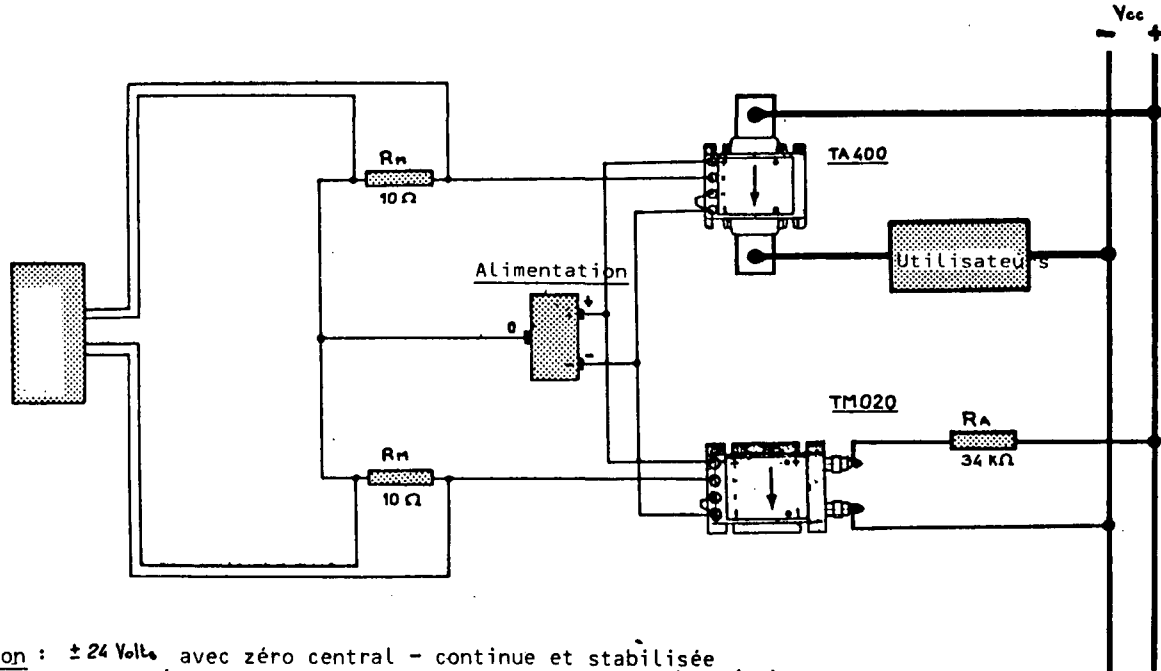 Vcc
- +
Rm
10 Ω
TA400
Utilisateurs
Alimentation
+
0
-
TM020
RA
34 KΩ
Rm
10 Ω
on : ± 24 Volts avec zéro central - continue et stabilisée